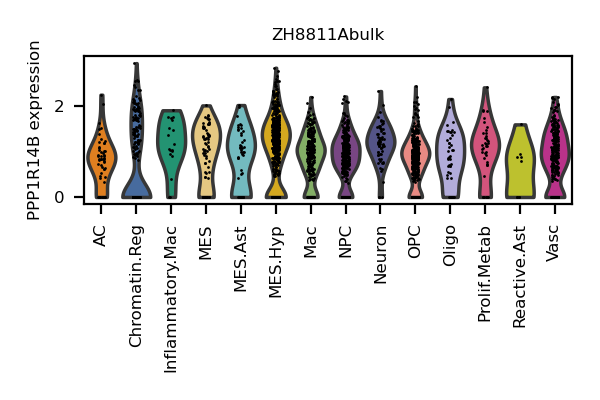 ZH8811Abulk
PPP1R14B expression
2
0
AC
Chromatin.Reg
Inflammatory.Mac
MES
MES.Ast
MES.Hyp
Mac
NPC
Neuron
OPC
Oligo
Prolif.Metab
Reactive.Ast
Vasc